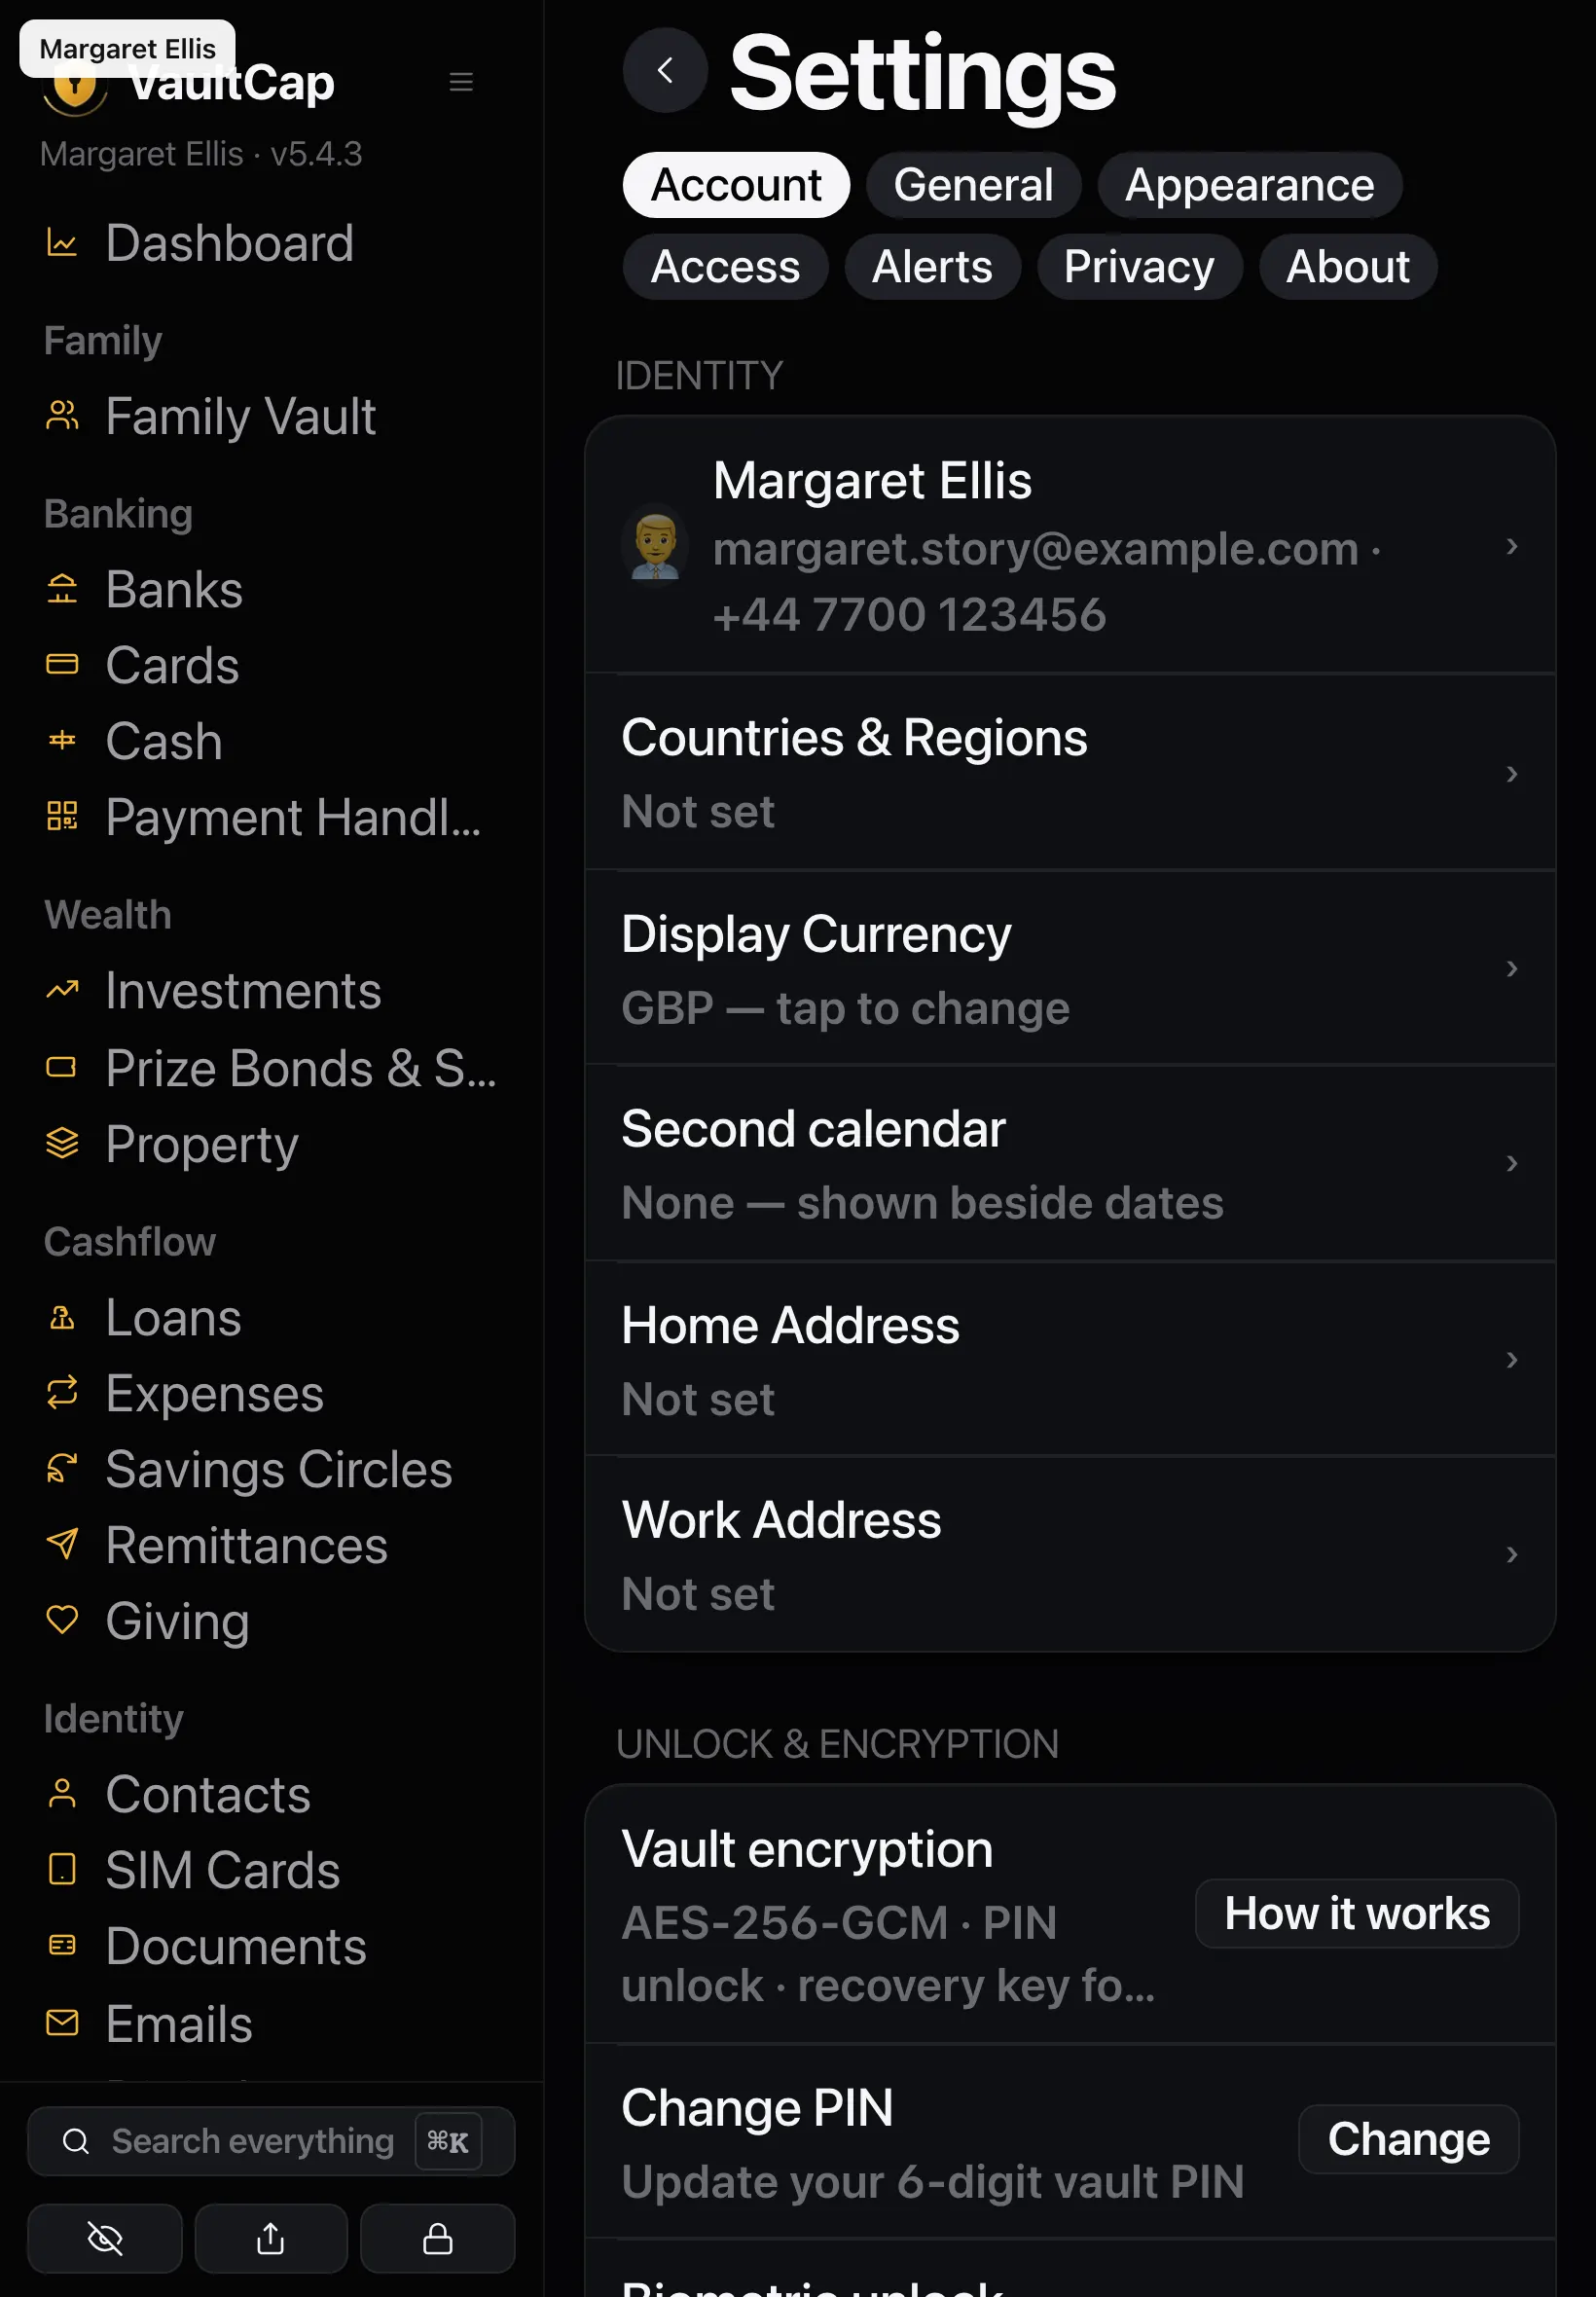 Margaret Ellis
VaultCap
Margaret Ellis · v5.4.3
Dashboard
Family
Family Vault
Banking
Banks
Cards
Cash
Payment Handl...
Wealth
Investments
Prize Bonds & S...
Property
Cashflow
Loans
Expenses
Savings Circles
Remittances
Giving
Identity
Contacts
SIM Cards
Documents
Emails
Search everything ⌘K
Settings
Account General Appearance
Access Alerts Privacy About
IDENTITY
Margaret Ellis
margaret.story@example.com ·
+44 7700 123456
Countries & Regions
Not set
Display Currency
GBP — tap to change
Second calendar
None — shown beside dates
Home Address
Not set
Work Address
Not set
UNLOCK & ENCRYPTION
Vault encryption
AES-256-GCM · PIN
unlock · recovery key fo...
How it works
Change PIN
Update your 6-digit vault PIN
Change
Biometric unlock